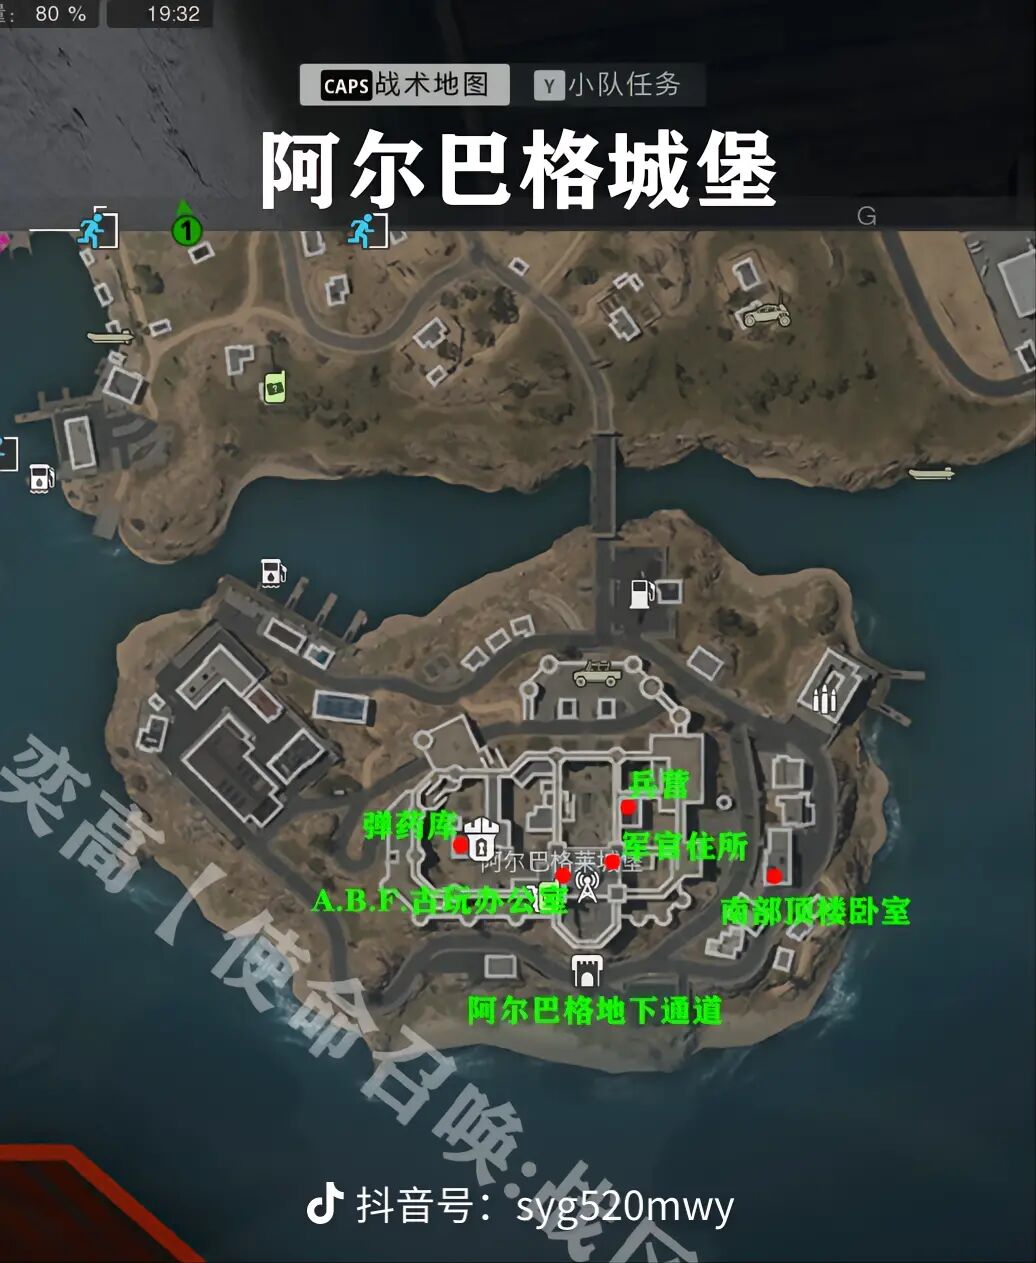 80 %
19:32
CAPS 战术地图
Y 小队任务
阿尔巴格城堡
G
1
兵营
弹药库
军官住所
阿尔巴格莱城堡
A.B.F.古玩办公室
南部顶楼卧室
阿尔巴格地下通道
奕高【使命召唤:战区
抖音号：syg520mwy